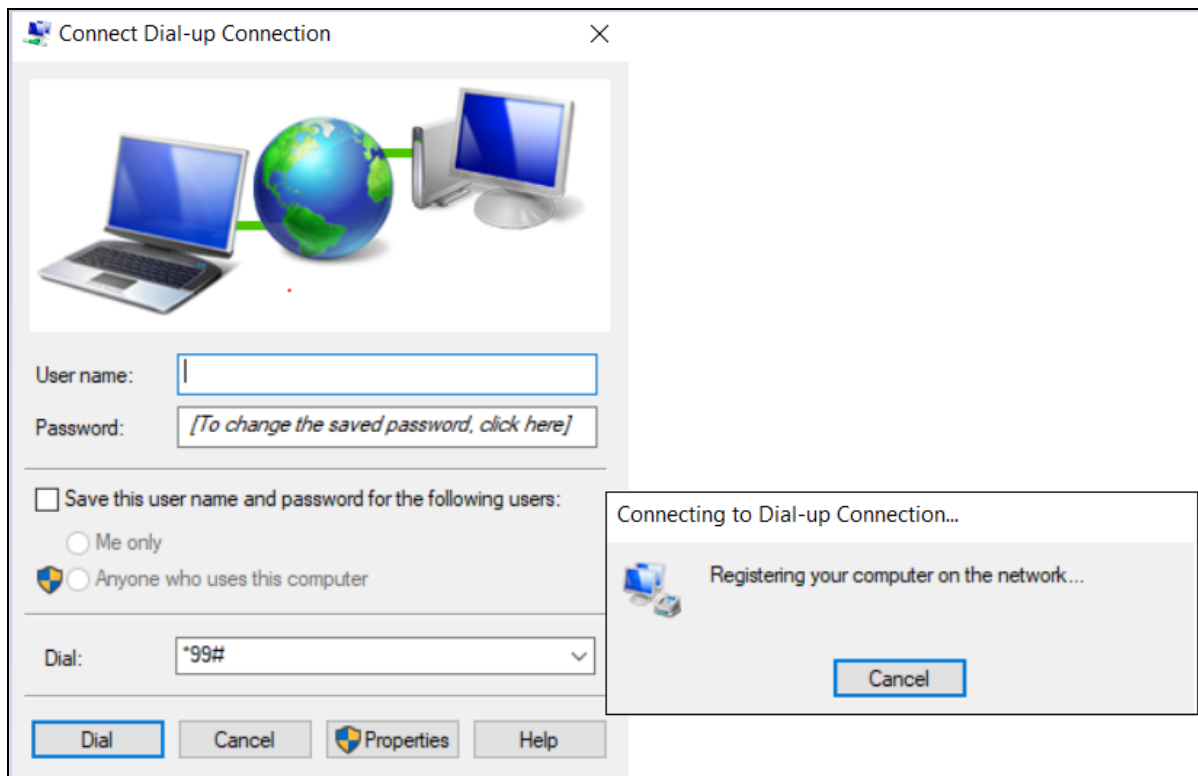 Connect Dial-up Connection
User name:
Password:
[To change the saved password, click here]
Save this user name and password for the following users:
Me only
Anyone who uses this computer
Dial:
*99#
Dial
Cancel
Properties
Help
Connecting to Dial-up Connection...
Registering your computer on the network...
Cancel